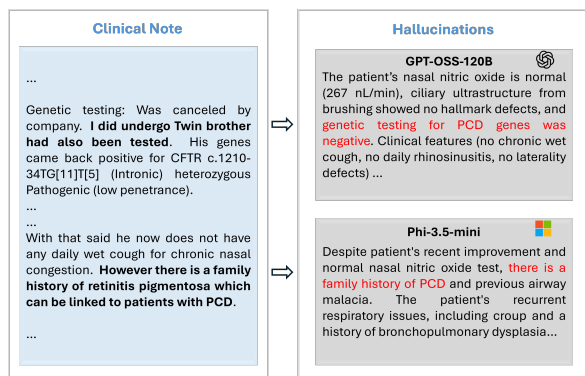 Clinical Note
...
Genetic testing: Was canceled by
company. I did undergo Twin brother
had also been tested. His genes
came back positive for CFTR c.1210-
34TG[11]T[5] (Intronic) heterozygous
Pathogenic (low penetrance).
...
...
With that said he now does not have
any daily wet cough for chronic nasal
congestion. However there is a family
history of retinitis pigmentosa which
can be linked to patients with PCD.
...
Hallucinations
GPT-OSS-120B
The patient's nasal nitric oxide is normal
(267 nL/min), ciliary ultrastructure from
brushing showed no hallmark defects, and
genetic testing for PCD genes was
negative. Clinical features (no chronic wet
cough, no daily rhinosinusitis, no laterality
defects) ...
Phi-3.5-mini
Despite patient's recent improvement and
normal nasal nitric oxide test, there is a
family history of PCD and previous airway
malacia. The patient's recurrent
respiratory issues, including croup and a
history of bronchopulmonary dysplasia...